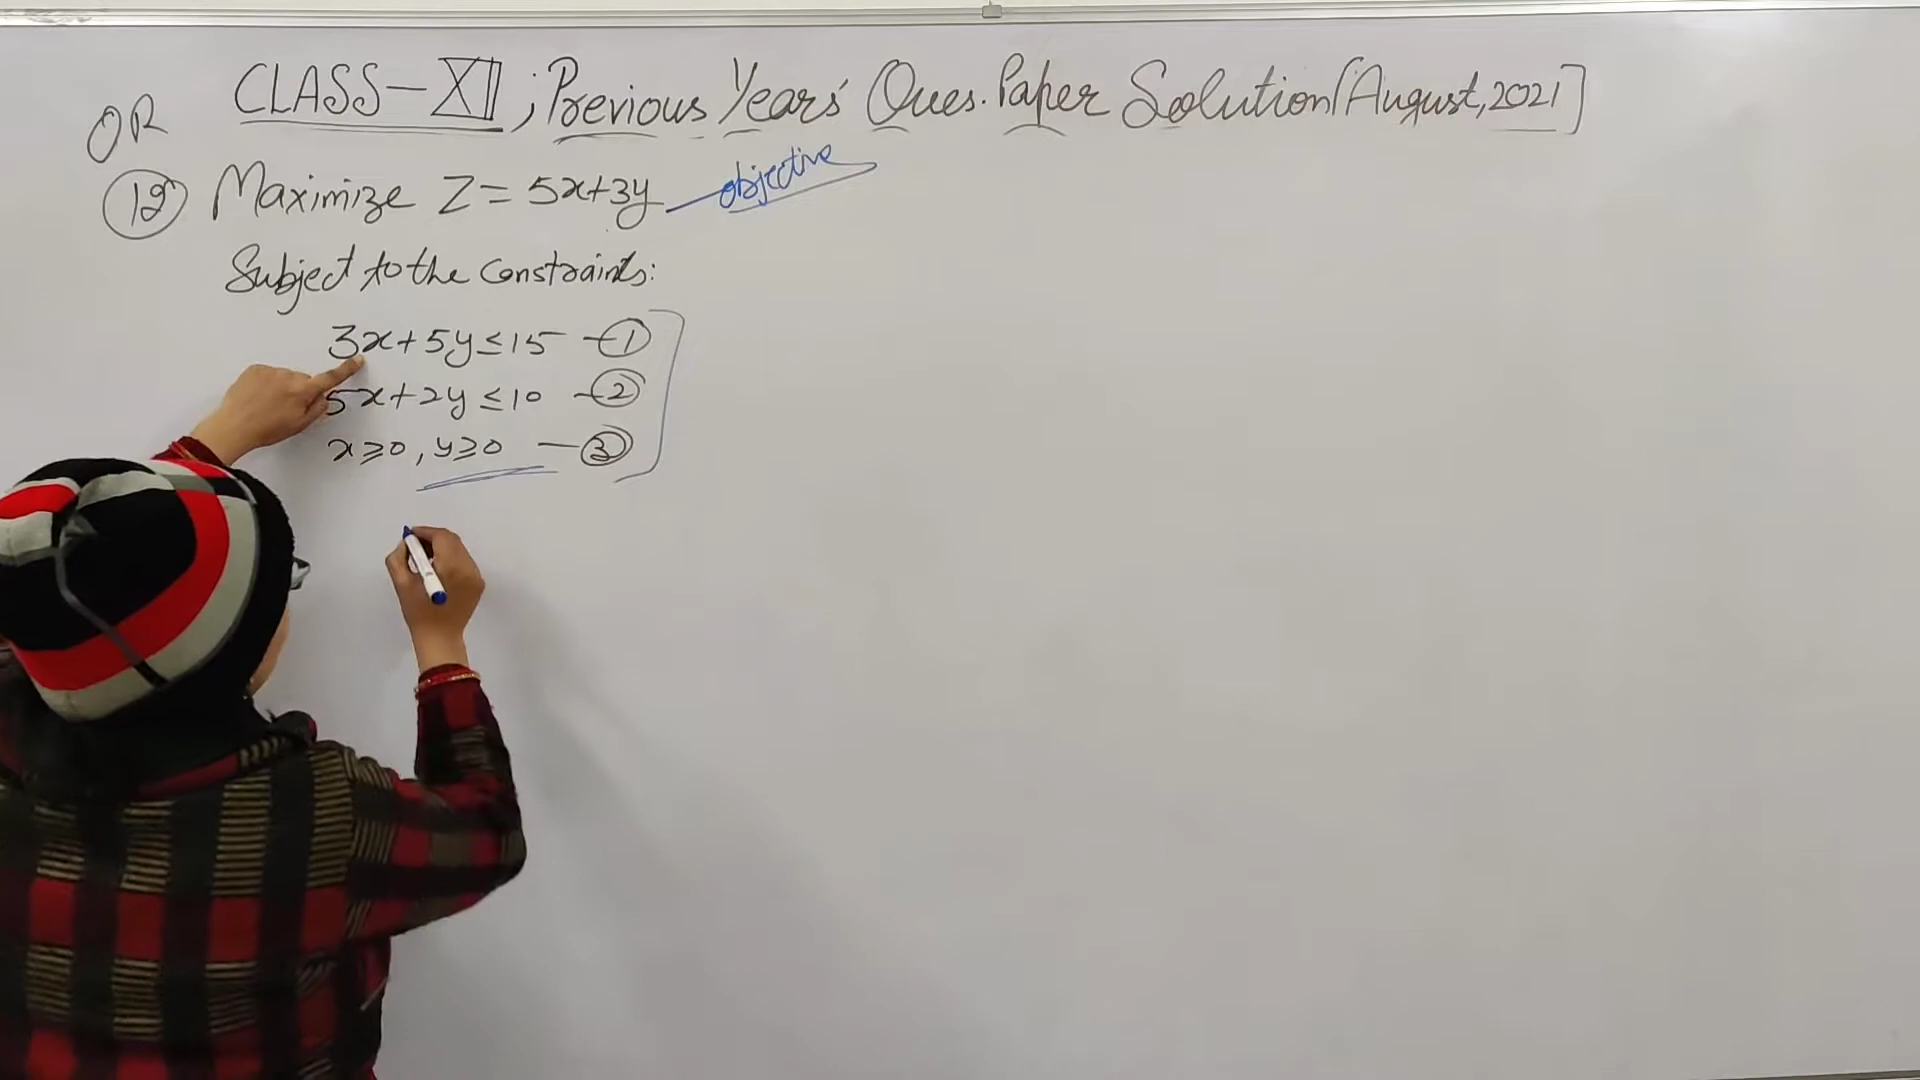 CLASS-XII; Previous Years' Ques. Paper Solution [August, 2021]
OR
12 Maximize Z = 5x+3y objective
Subject to the Constraints:
3x+5y≤15 -1
5x+2y≤10 -2
x≥0, y≥0 -3